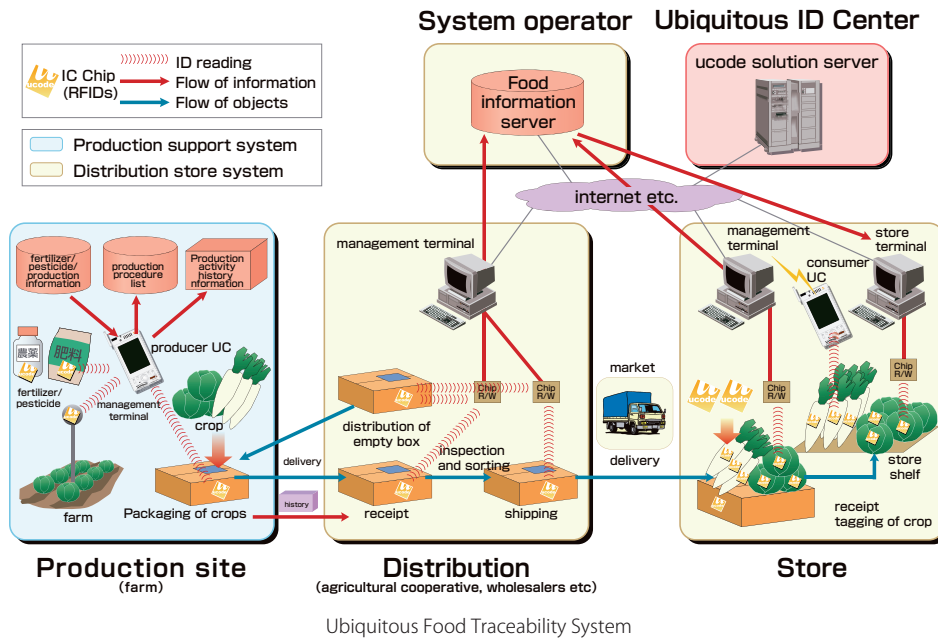 System operator
Ubiquitous ID Center
ucode
IC Chip
(RFIDs)
ID reading
Flow of information
Flow of objects
Production support system
Distribution store system
Food
information
server
ucode solution server
internet etc.
fertilizer/
pesticide/
production
information
production
procedure
list
Production
activity
history
nformation
producer UC
農薬
肥料
fertilizer/
pesticide
management
terminal
crop
farm
Packaging of crops
delivery
history
management terminal
Chip
R/W
Chip
R/W
distribution of
empty box
inspection
and sorting
receipt
shipping
market
delivery
management
terminal
consumer
UC
store
terminal
Chip
R/W
Chip
R/W
ucode
ucode
store
shelf
receipt
tagging of crop
Production site
(farm)
Distribution
(agricultural cooperative, wholesalers etc)
Store
Ubiquitous Food Traceability System